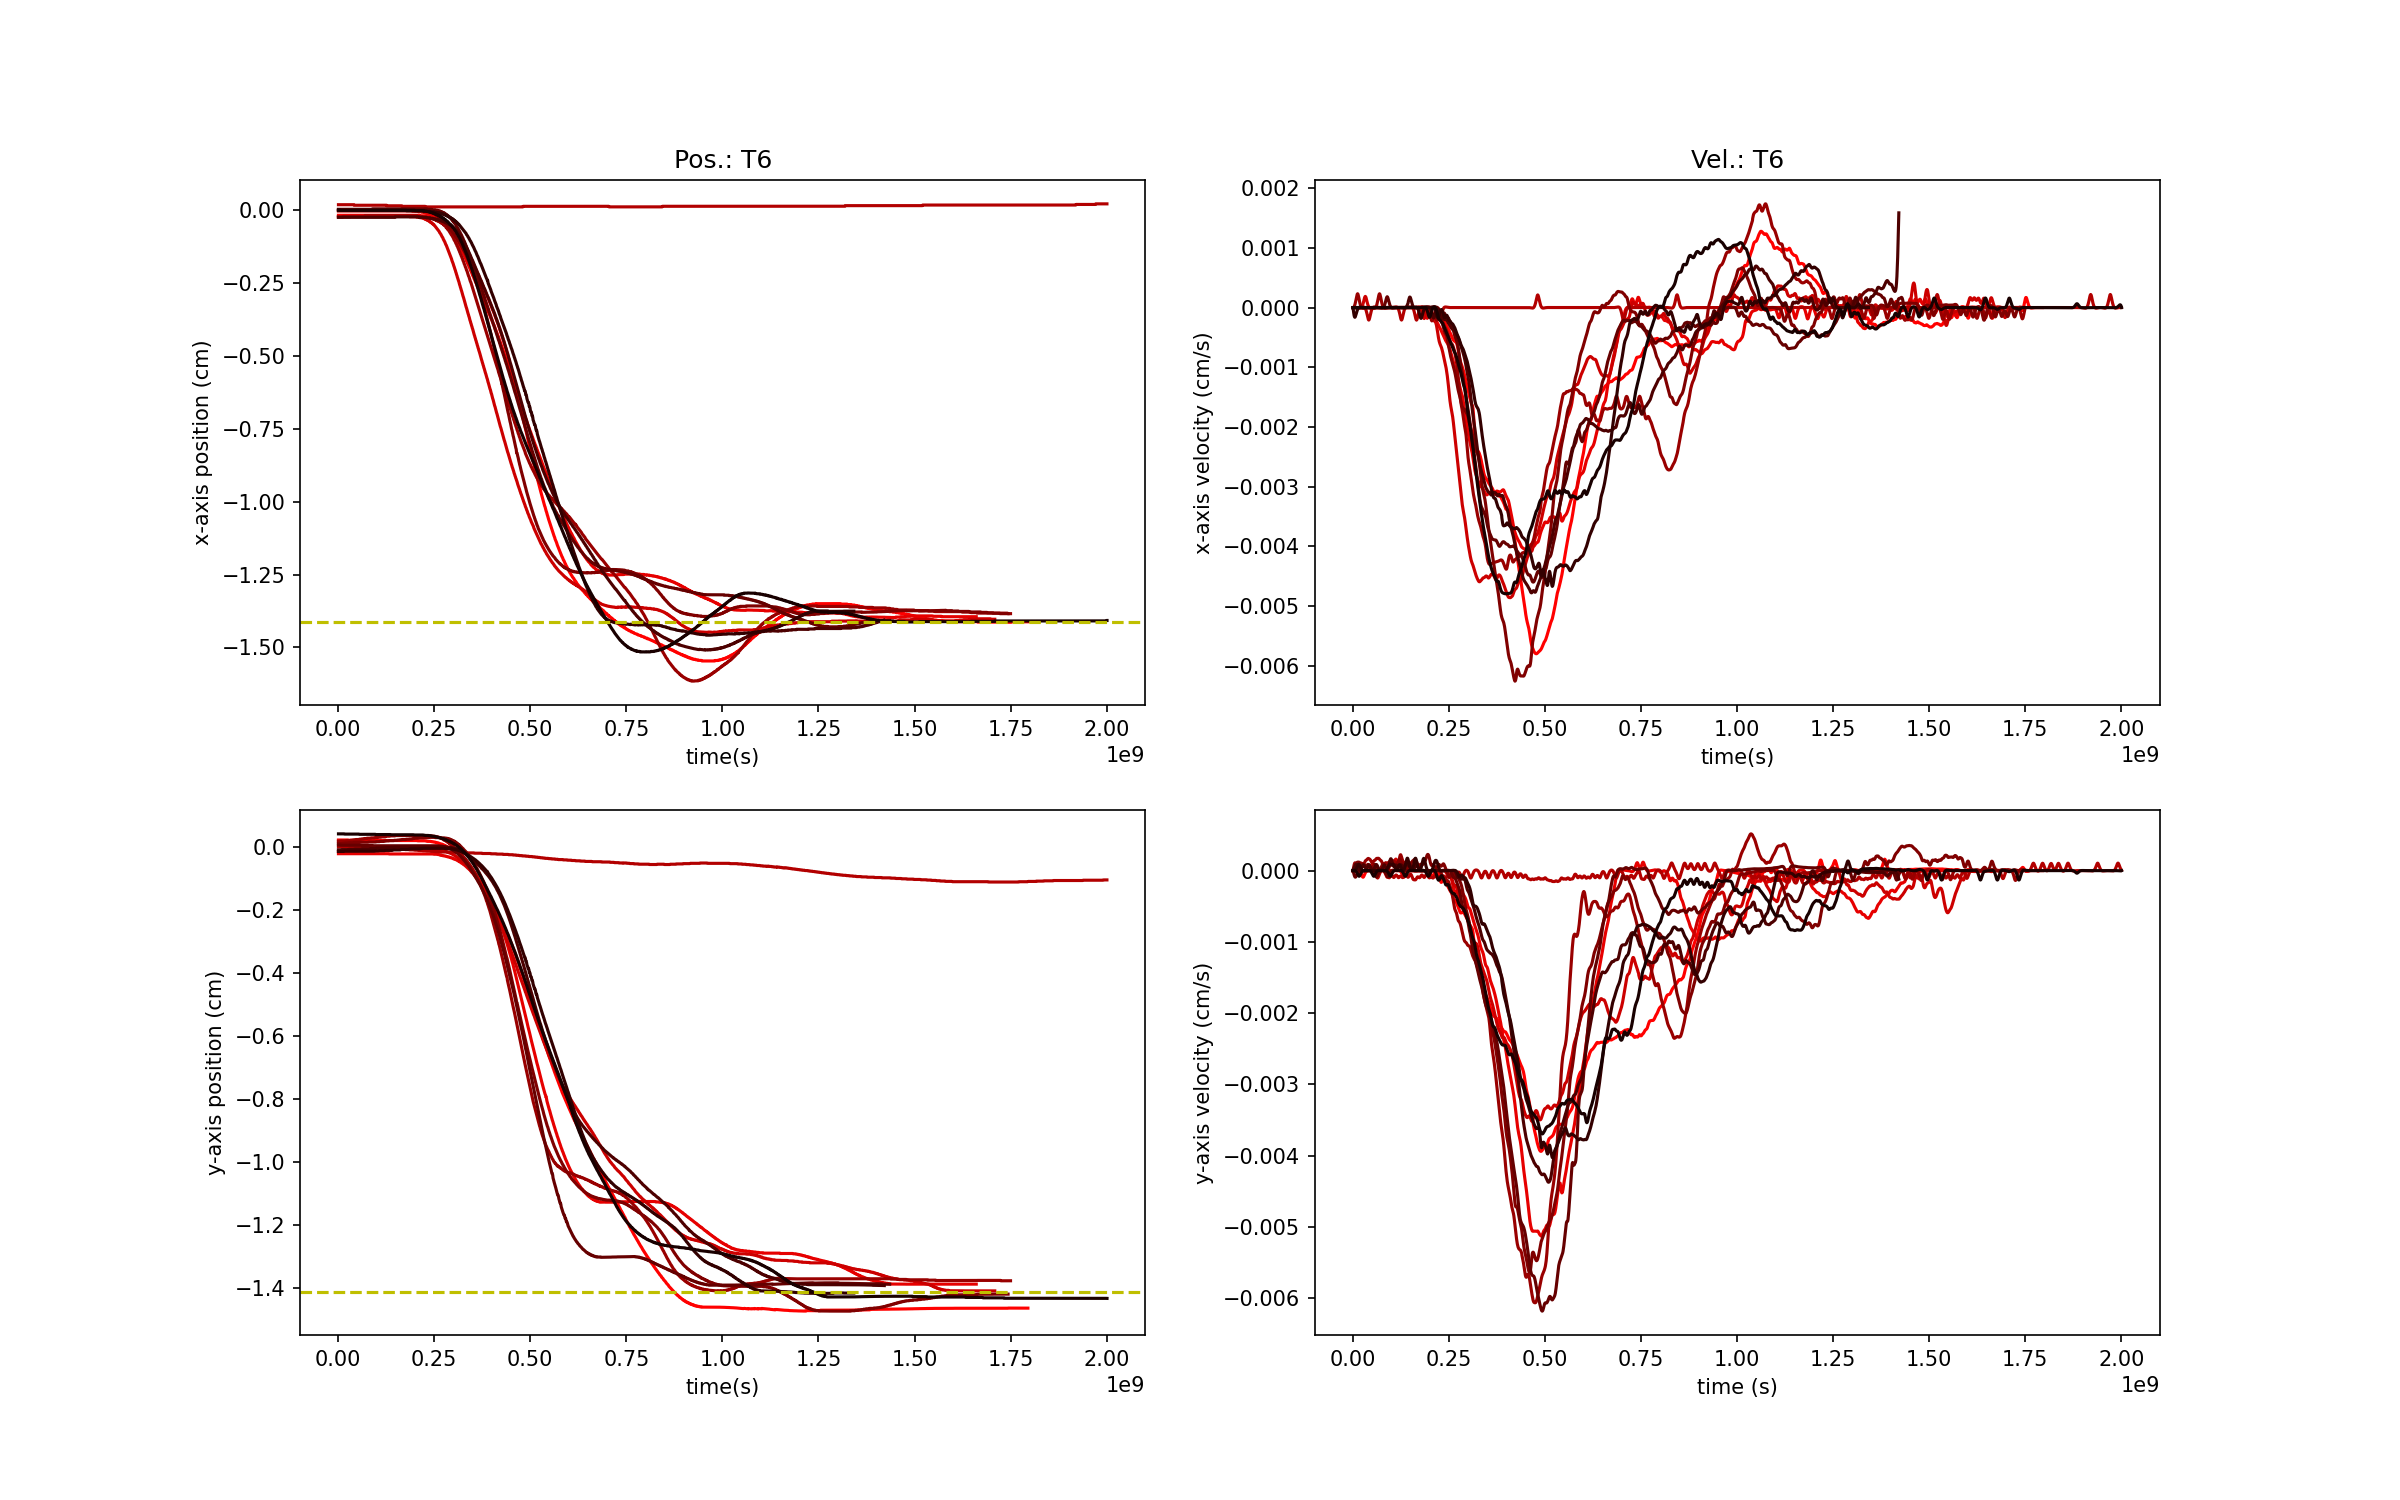 Pos.: T6
x-axis position (cm)
0.00
−0.25
−0.50
−0.75
−1.00
−1.25
−1.50
0.00 0.25 0.50 0.75 1.00 1.25 1.50 1.75 2.00
time(s)
1e9
Vel.: T6
x-axis velocity (cm/s)
0.002
0.001
0.000
−0.001
−0.002
−0.003
−0.004
−0.005
−0.006
0.00 0.25 0.50 0.75 1.00 1.25 1.50 1.75 2.00
time(s)
1e9
y-axis position (cm)
0.0
−0.2
−0.4
−0.6
−0.8
−1.0
−1.2
−1.4
0.00 0.25 0.50 0.75 1.00 1.25 1.50 1.75 2.00
time(s)
1e9
y-axis velocity (cm/s)
0.000
−0.001
−0.002
−0.003
−0.004
−0.005
−0.006
0.00 0.25 0.50 0.75 1.00 1.25 1.50 1.75 2.00
time (s)
1e9